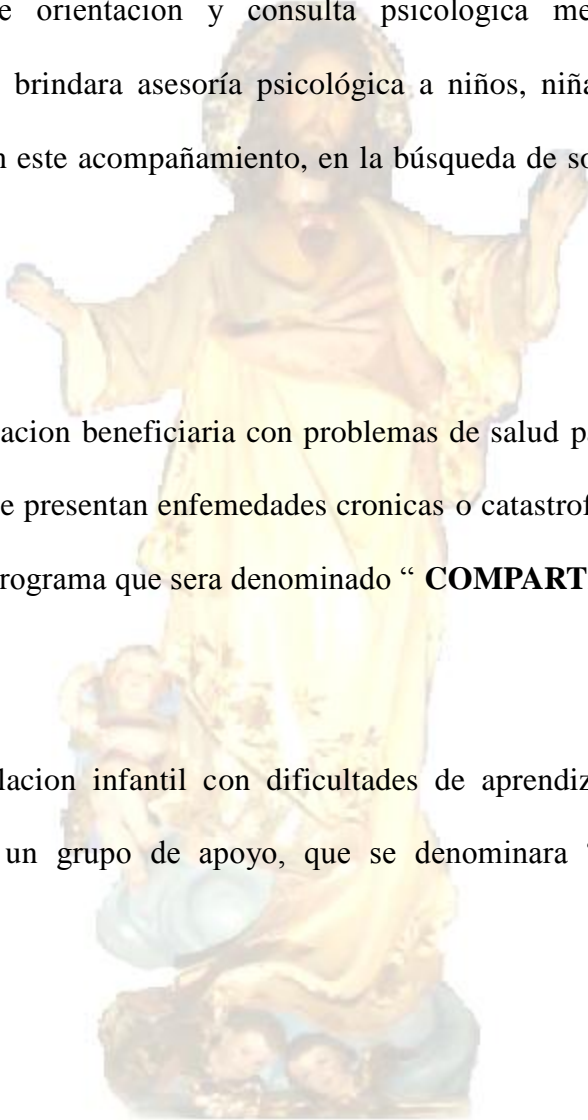 e orientacion y consulta psicologica me
brindara asesoría psicológica a niños, niña
n este acompañamiento, en la búsqueda de so
acion beneficiaria con problemas de salud pa
e presentan enfemedades cronicas o catastrof
rograma que sera denominado “ COMPART
lacion infantil con dificultades de aprendiz
un grupo de apoyo, que se denominara “